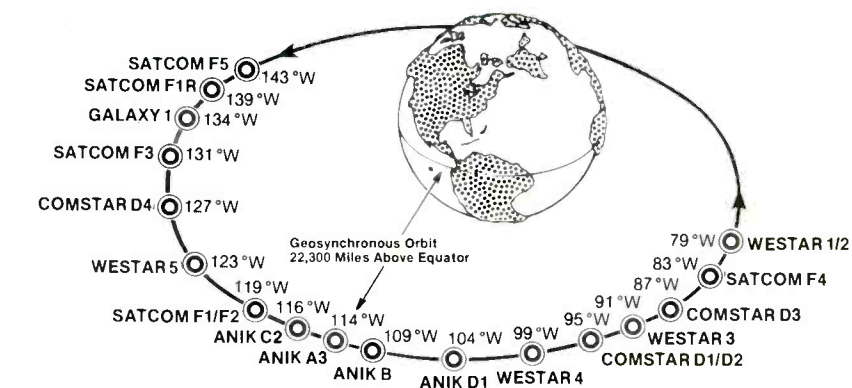 SATCOM F5 143°W
SATCOM F1R 139°W
GALAXY 1 134°W
SATCOM F3 131°W
COMSTAR D4 127°W
WESTAR 5 123°W
SATCOM F1/F2 119°W
ANIK C2 116°W
ANIK A3 114°W
ANIK B 109°W
ANIK D1 104°W
WESTAR 4 99°W
COMSTAR D1/D2 95°W
WESTAR 3 91°W
COMSTAR D3 87°W
SATCOM F4 83°W
WESTAR 1/2 79°W
Geosynchronous Orbit
22,300 Miles Above Equator